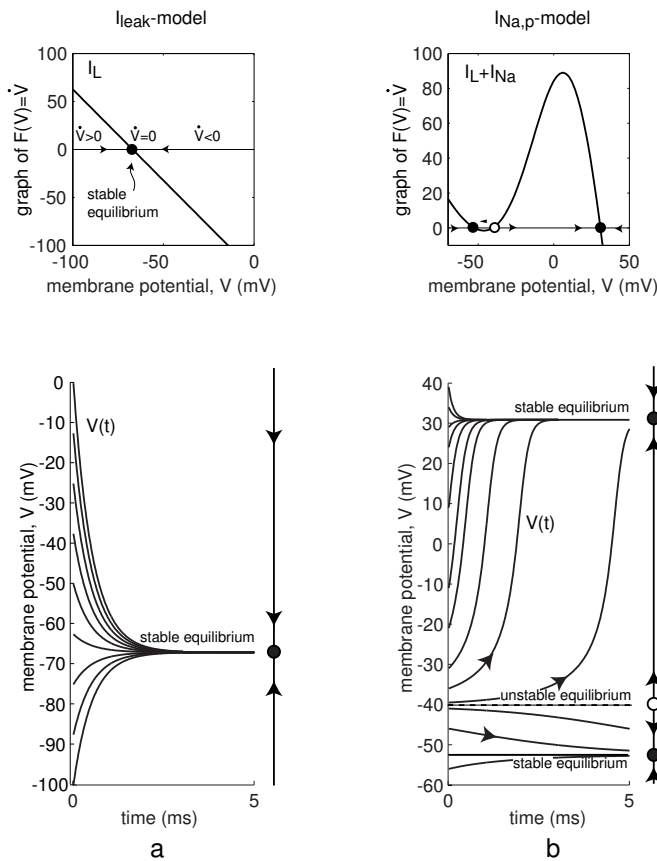 I_leak-model
I_Na,p-model
100
50
0
-50
-100
graph of F(V)=V̇
I_L
V̇>0
V̇=0
V̇<0
stable
equilibrium
-100
-50
0
membrane potential, V (mV)
100
80
60
40
20
0
graph of F(V)=V̇
I_L+I_Na
-50
0
50
membrane potential, V (mV)
0
-10
-20
-30
-40
-50
-60
-70
-80
-90
-100
membrane potential, V (mV)
V(t)
stable equilibrium
0
5
time (ms)
a
40
30
20
10
0
-10
-20
-30
-40
-50
-60
membrane potential, V (mV)
stable equilibrium
V(t)
unstable equilibrium
stable equilibrium
0
5
time (ms)
b